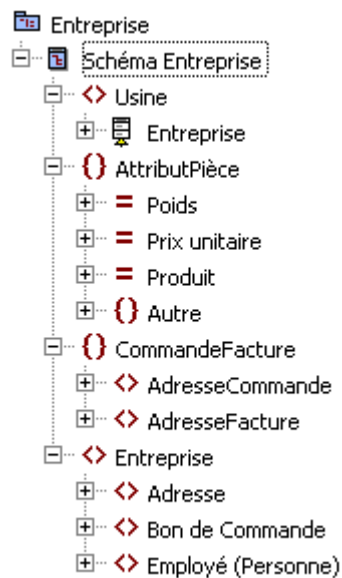 Entreprise
Schéma Entreprise
Usine
Entreprise
AttributPièce
Poids
Prix unitaire
Produit
Autre
CommandeFacture
AdresseCommande
AdresseFacture
Entreprise
Adresse
Bon de Commande
Employé (Personne)